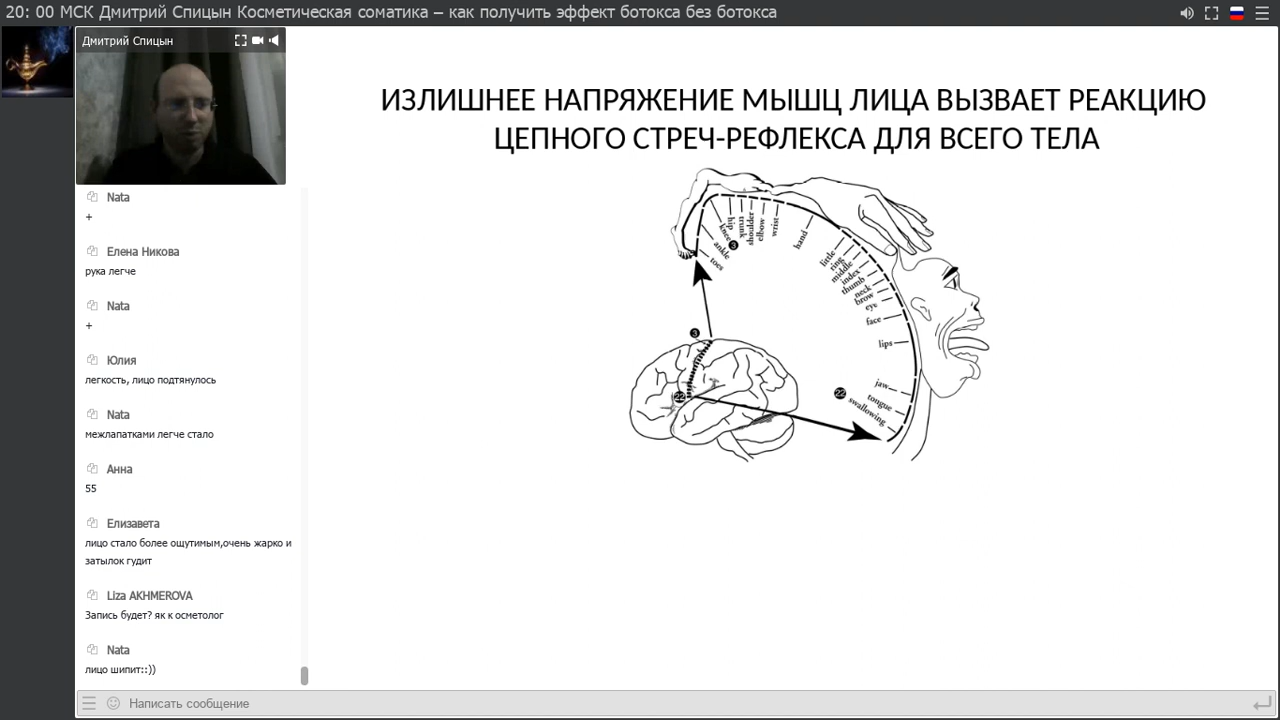 20: 00 МСК Дмитрий Спицын Косметическая соматика – как получить эффект ботокса без ботокса
Дмитрий Спицын
Nata
+
Елена Никова
рука легче
Nata
+
Юлия
легкость, лицо подтянулось
Nata
межлапатками легче стало
Анна
55
Елизавета
лицо стало более ощутимым,очень жарко и
затылок гудит
Liza AKHMEROVA
Запись будет? як к осметолог
Nata
лицо шипит::))
Написать сообщение
ИЗЛИШНЕЕ НАПРЯЖЕНИЕ МЫШЦ ЛИЦА ВЫЗВАЕТ РЕАКЦИЮ
ЦЕПНОГО СТРЕЧ-РЕФЛЕКСА ДЛЯ ВСЕГО ТЕЛА
toes
ankle
knee
hip
trunk
shoulder
elbow
wrist
hand
little
ring
middle
index
thumb
neck
brow
eye
face
lips
jaw
tongue
swallowing
3
3
22
22